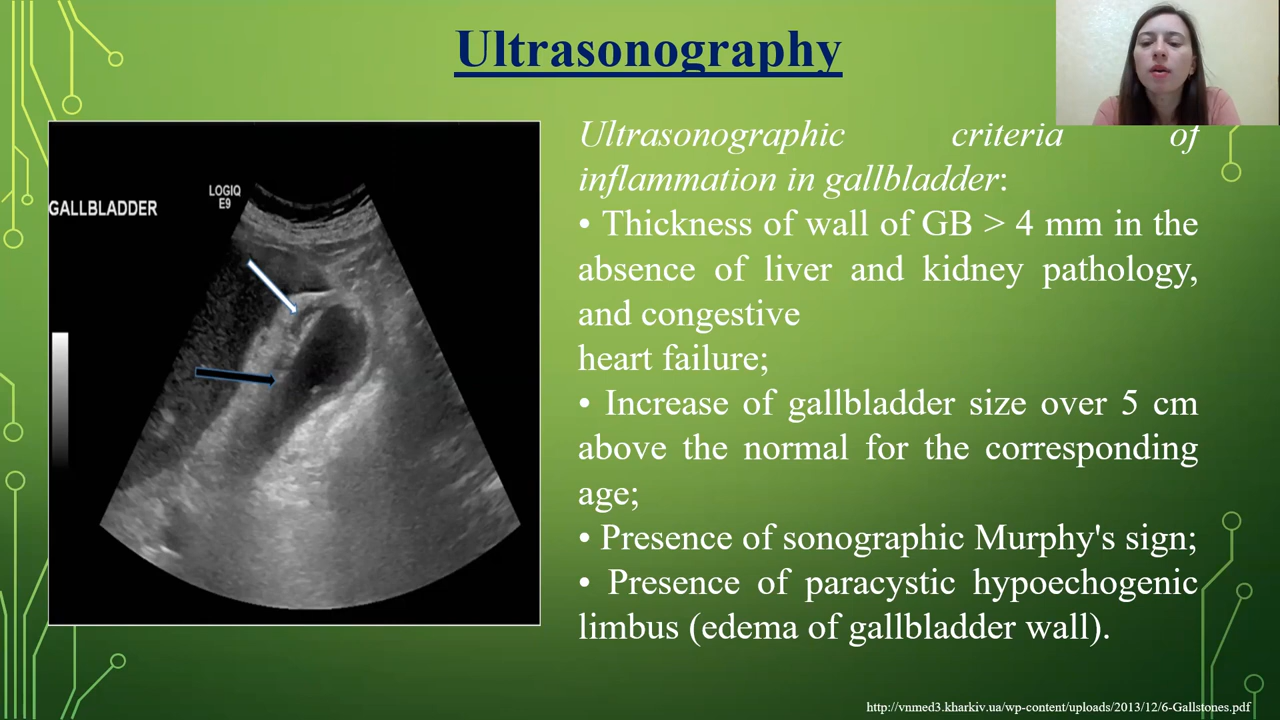 Ultrasonography
GALLBLADDER
LOGIQ
E9
Ultrasonographic criteria of
inflammation in gallbladder:
• Thickness of wall of GB > 4 mm in the
absence of liver and kidney pathology,
and congestive
heart failure;
• Increase of gallbladder size over 5 cm
above the normal for the corresponding
age;
• Presence of sonographic Murphy's sign;
• Presence of paracystic hypoechogenic
limbus (edema of gallbladder wall).
http://vnmed3.kharkiv.ua/wp-content/uploads/2013/12/6-Gallstones.pdf